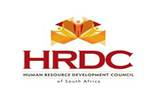 HRDC
HUMAN RESOURCE DEVELOPMENT COUNCIL
of South Africa